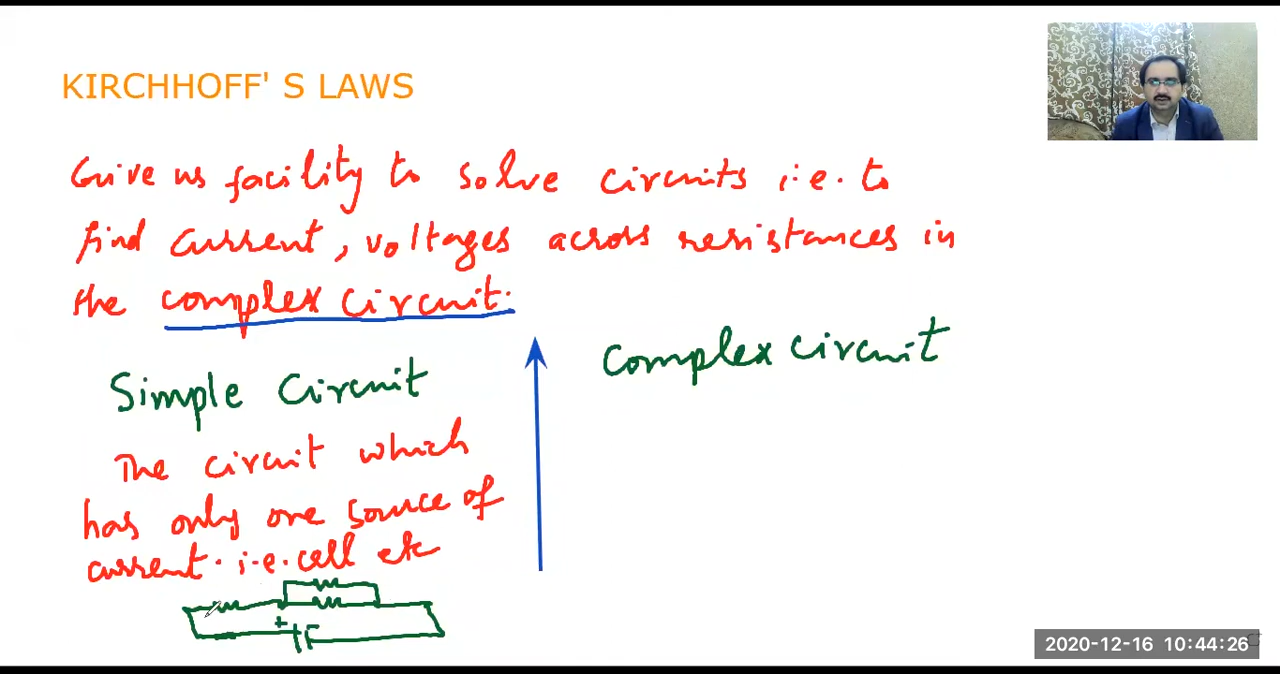 KIRCHHOFF' S LAWS
Give us facility to solve circuits i.e. to
find current, voltages across resistances in
the complex circuit.
Simple Circuit
The circuit which
has only one source of
current. i.e. cell etc
+ -
complex circuit
2020-12-16 10:44:26